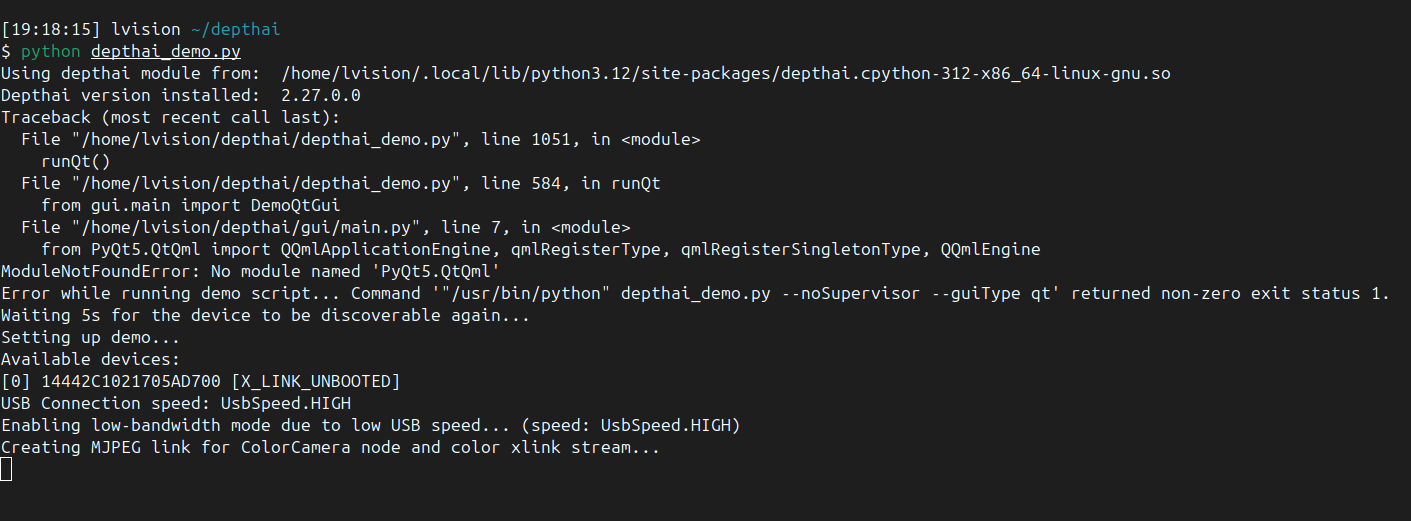 [19:18:15] lvision ~/depthai
$ python depthai_demo.py
Using depthai module from:  /home/lvision/.local/lib/python3.12/site-packages/depthai.cpython-312-x86_64-linux-gnu.so
Depthai version installed:  2.27.0.0
Traceback (most recent call last):
  File "/home/lvision/depthai/depthai_demo.py", line 1051, in <module>
    runQt()
  File "/home/lvision/depthai/depthai_demo.py", line 584, in runQt
    from gui.main import DemoQtGui
  File "/home/lvision/depthai/gui/main.py", line 7, in <module>
    from PyQt5.QtQml import QQmlApplicationEngine, qmlRegisterType, qmlRegisterSingletonType, QQmlEngine
ModuleNotFoundError: No module named 'PyQt5.QtQml'
Error while running demo script... Command '"/usr/bin/python" depthai_demo.py --noSupervisor --guiType qt' returned non-zero exit status 1.
Waiting 5s for the device to be discoverable again...
Setting up demo...
Available devices:
[0] 14442C1021705AD700 [X_LINK_UNBOOTED]
USB Connection speed: UsbSpeed.HIGH
Enabling low-bandwidth mode due to low USB speed... (speed: UsbSpeed.HIGH)
Creating MJPEG link for ColorCamera node and color xlink stream...